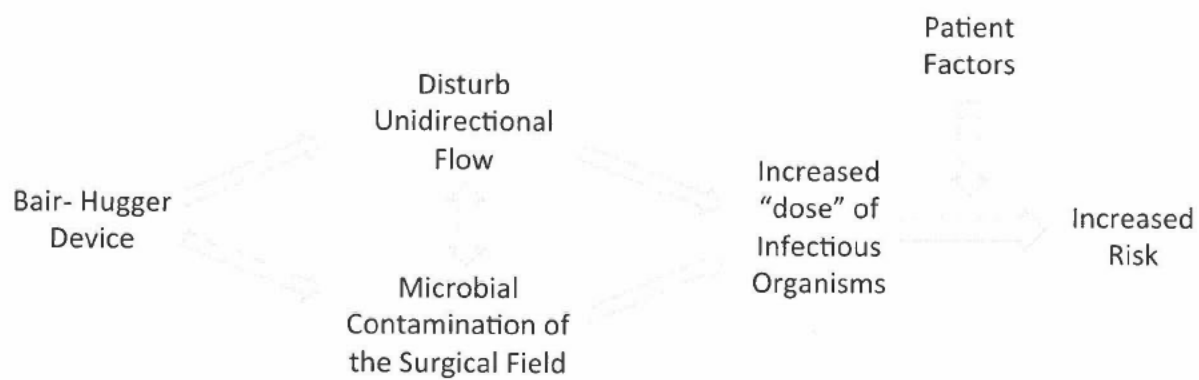 Patient
Factors
Disturb
Unidirectional
Flow
Bair- Hugger
Device
Increased
“dose” of
Infectious
Organisms
Increased
Risk
Microbial
Contamination of
the Surgical Field